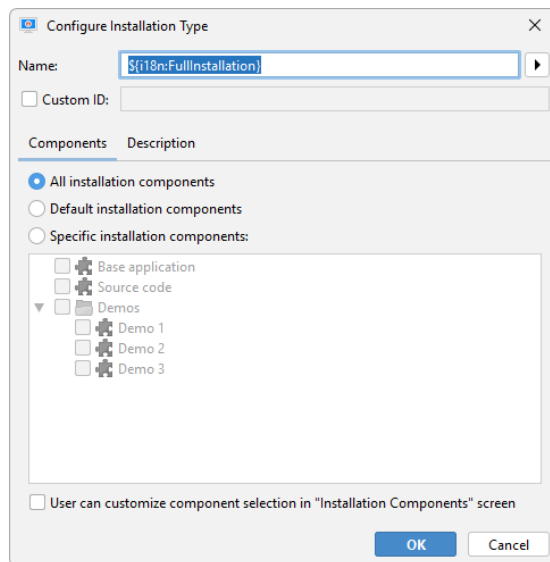 Configure Installation Type
Name: ${i18n:FullInstallation}
Custom ID:
Components Description
All installation components
Default installation components
Specific installation components:
Base application
Source code
Demos
Demo 1
Demo 2
Demo 3
User can customize component selection in "Installation Components" screen
OK Cancel